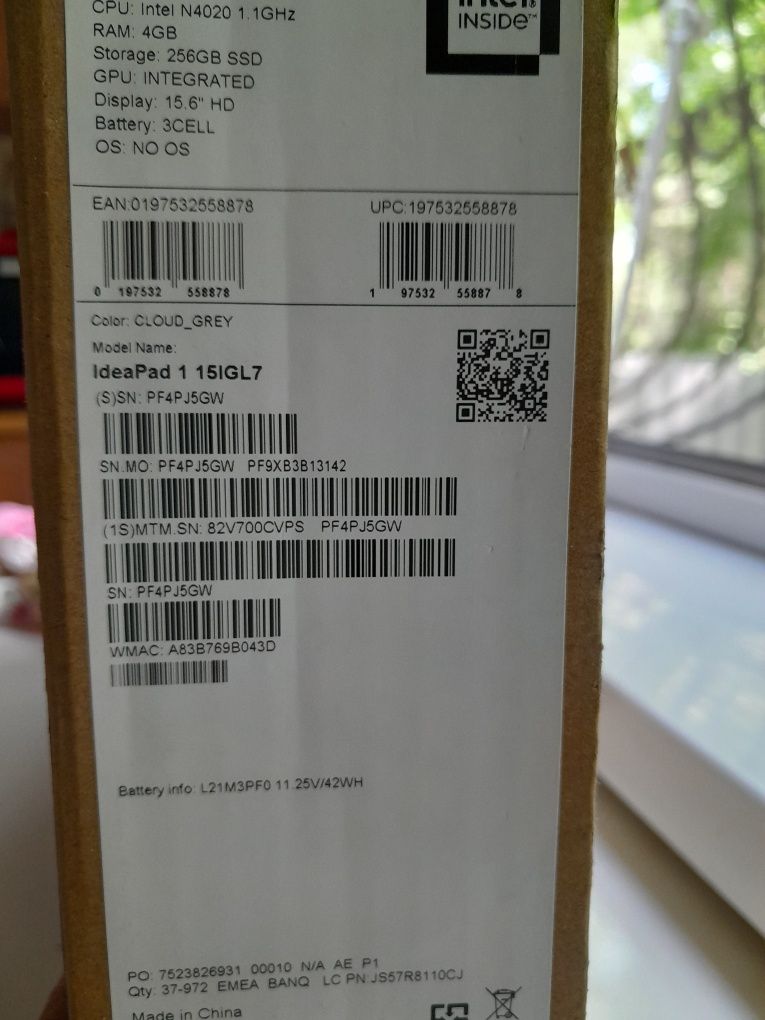 CPU: Intel N4020 1.1GHz
RAM: 4GB
Storage: 256GB SSD
GPU: INTEGRATED
Display: 15.6" HD
Battery: 3CELL
OS: NO OS
intel.
INSIDE™
EAN:0197532558878
UPC:197532558878
0 197532 558878
1 97532 55887 8
Color: CLOUD_GREY
Model Name:
IdeaPad 1 15IGL7
(S)SN: PF4PJ5GW
SN.MO: PF4PJ5GW PF9XB3B13142
(1S)MTM.SN: 82V700CVPS PF4PJ5GW
SN: PF4PJ5GW
WMAC: A83B769B043D
Battery info: L21M3PF0 11.25V/42WH
PO: 7523826931 00010 N/A AE P1
Qty: 37-972 EMEA BANQ LC PN:JS57R8110CJ
Made in China